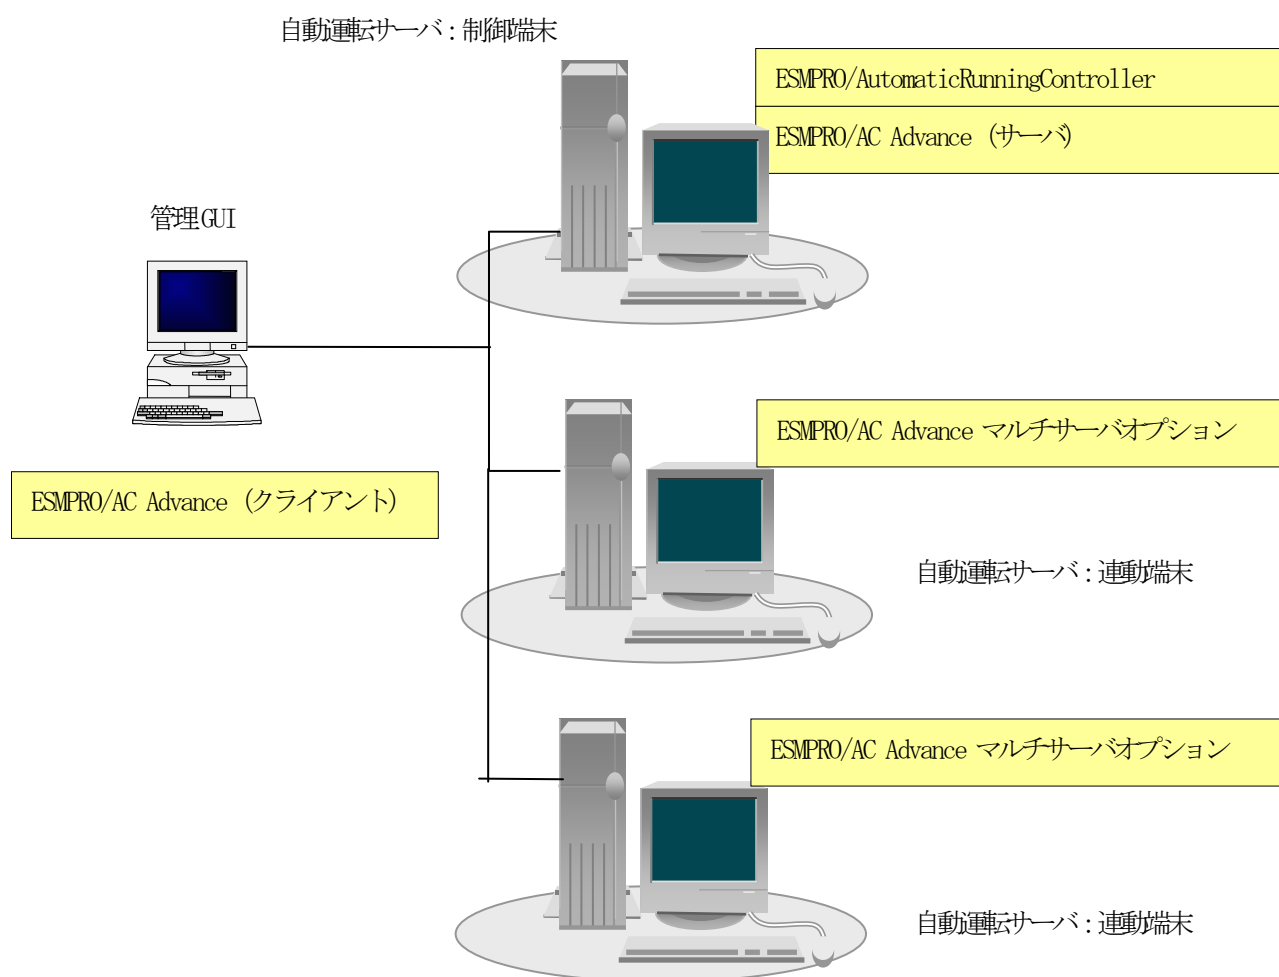 自動運転サーバ：制御端末
ESMPRO/AutomaticRunningController
ESMPRO/AC Advance (サーバ)
管理GUI
ESMPRO/AC Advance マルチサーバオプション
ESMPRO/AC Advance (クライアント)
自動運転サーバ：連動端末
ESMPRO/AC Advance マルチサーバオプション
自動運転サーバ：連動端末